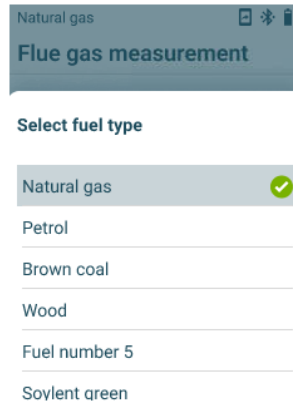 Natural gas
Flue gas measurement
Select fuel type
Natural gas
Petrol
Brown coal
Wood
Fuel number 5
Soylent green